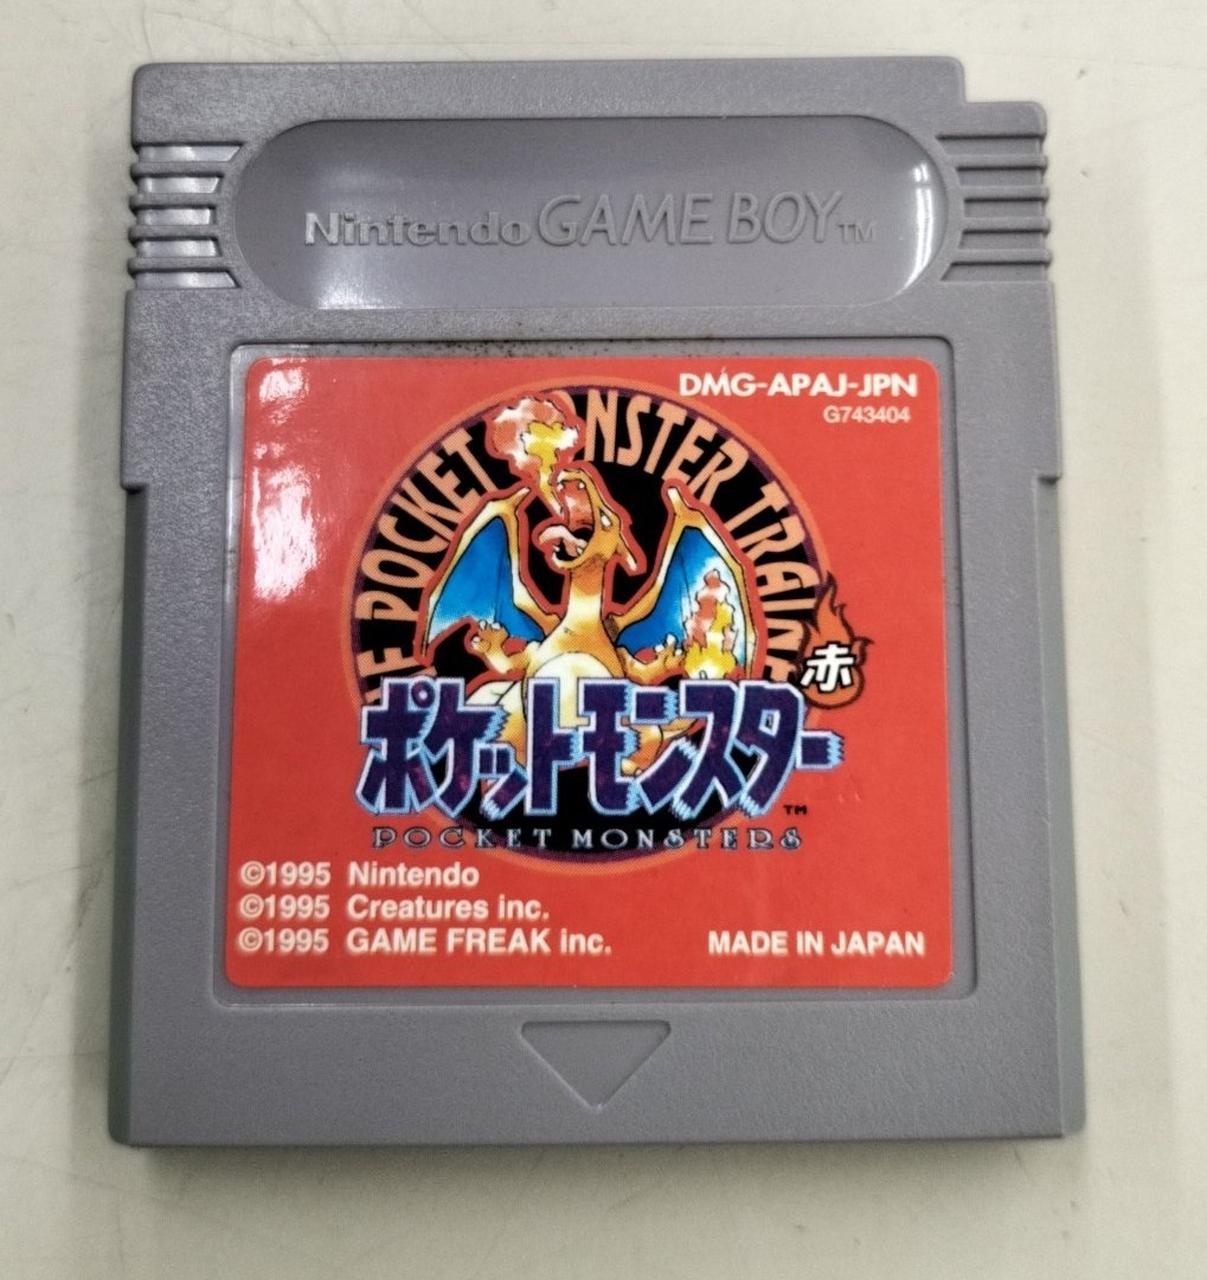 Nintendo GAME BOY™
DMG-APAJ-JPN
G743404
POCKET MONSTER TRAIN
赤
ポケットモンスター™
POCKET MONSTERS
©1995 Nintendo
©1995 Creatures inc.
©1995 GAME FREAK inc.
MADE IN JAPAN